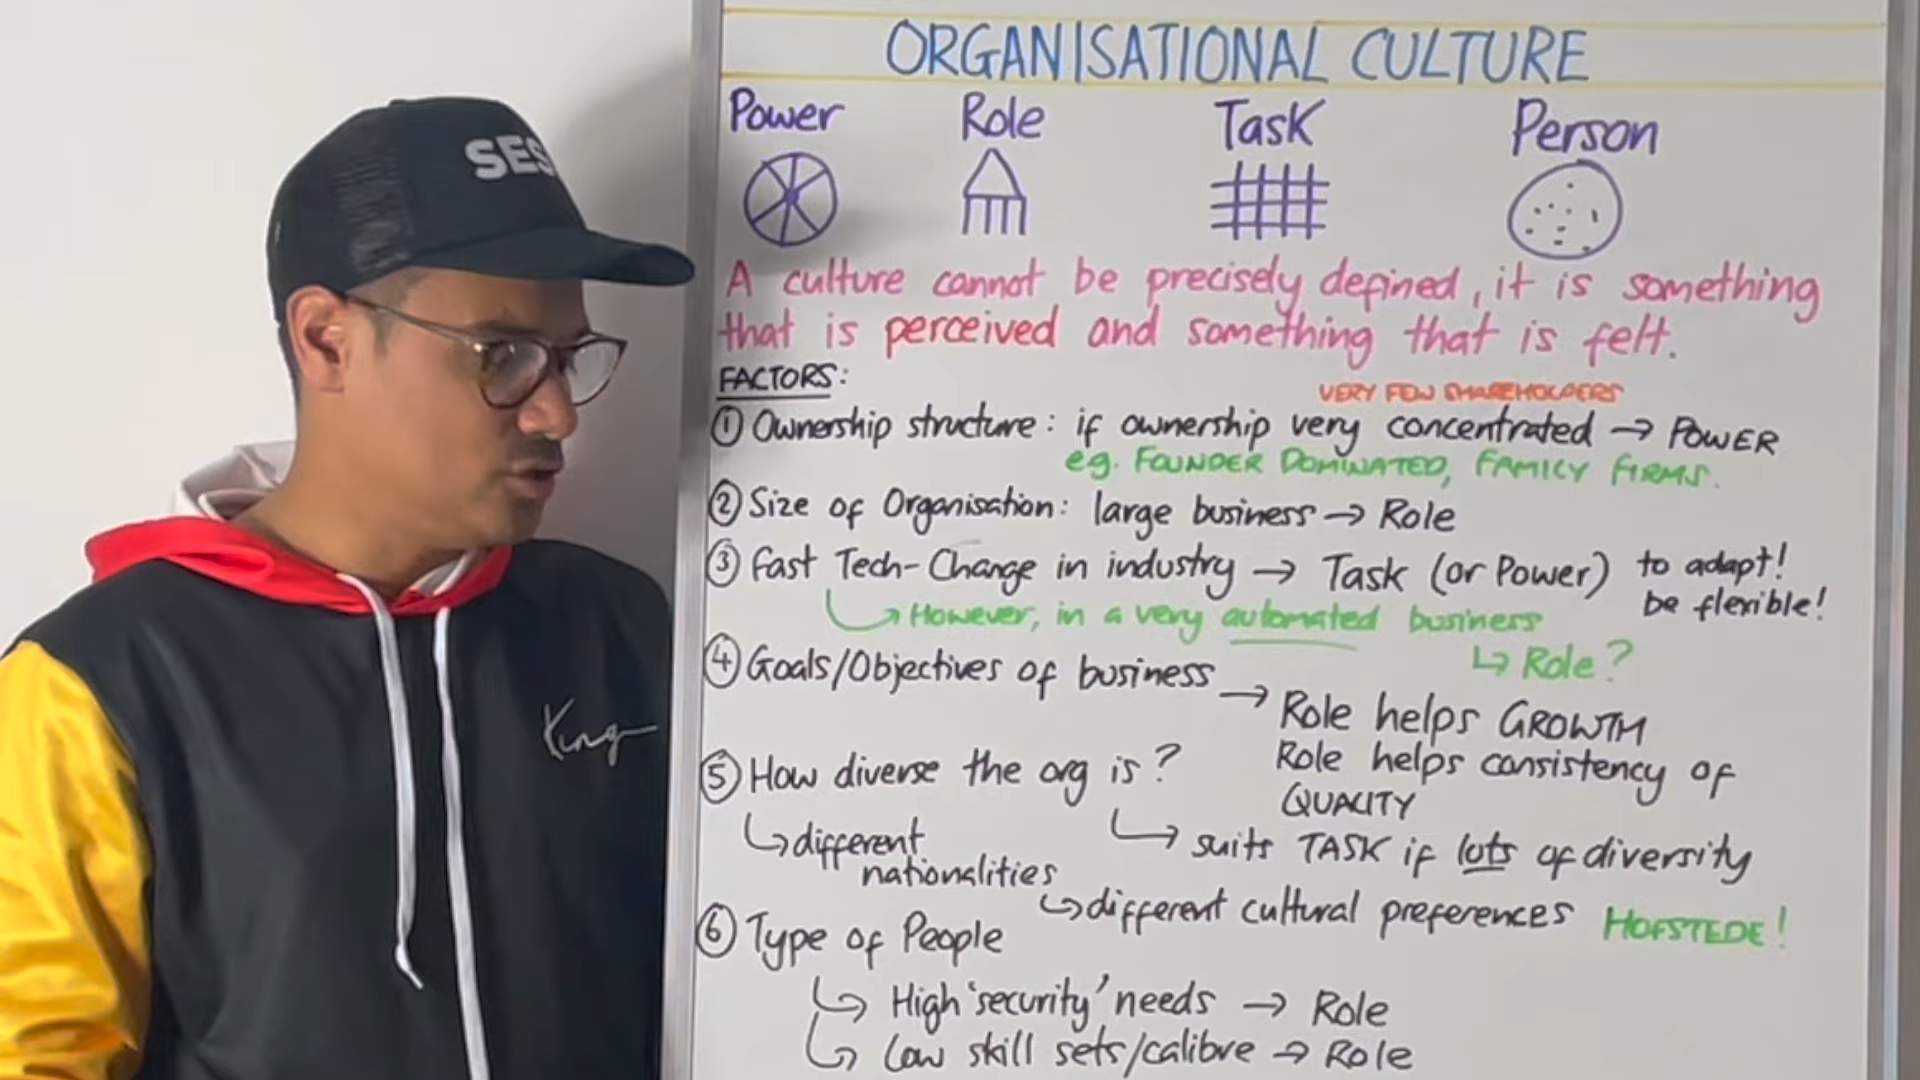 ORGANISATIONAL CULTURE
Power Role Task Person
A culture cannot be precisely defined, it is something
that is perceived and something that is felt.
FACTORS:
VERY FEW SHAREHOLDERS
① Ownership structure: if ownership very concentrated → POWER
eg. FOUNDER DOMINATED, FAMILY FIRMS.
② Size of Organisation: large business → Role
③ Fast Tech-Change in industry → Task (or Power) to adapt!
be flexible!
↳ However, in a very automated business
↳ Role?
④ Goals/Objectives of business
→ Role helps GROWTH
Role helps consistency of
QUALITY
⑤ How diverse the org is?
↳ different
nationalities
↳ suits TASK if lots of diversity
↳ different cultural preferences HOFSTEDE!
⑥ Type of People
↳ High 'security' needs → Role
↳ Low skill sets/calibre → Role
SES
King